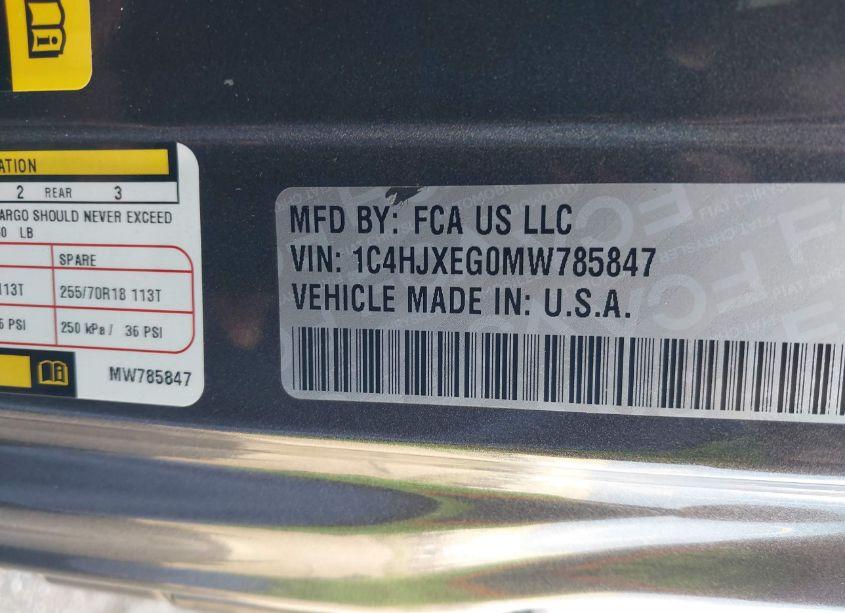 ATION
2 REAR 3
ARGO SHOULD NEVER EXCEED
LB
SPARE
113T 255/70R18 113T
PSI 250 kPa/ 36 PSI
MW785847
MFD BY: FCA US LLC
VIN: 1C4HJXEG0MW785847
VEHICLE MADE IN: U.S.A.